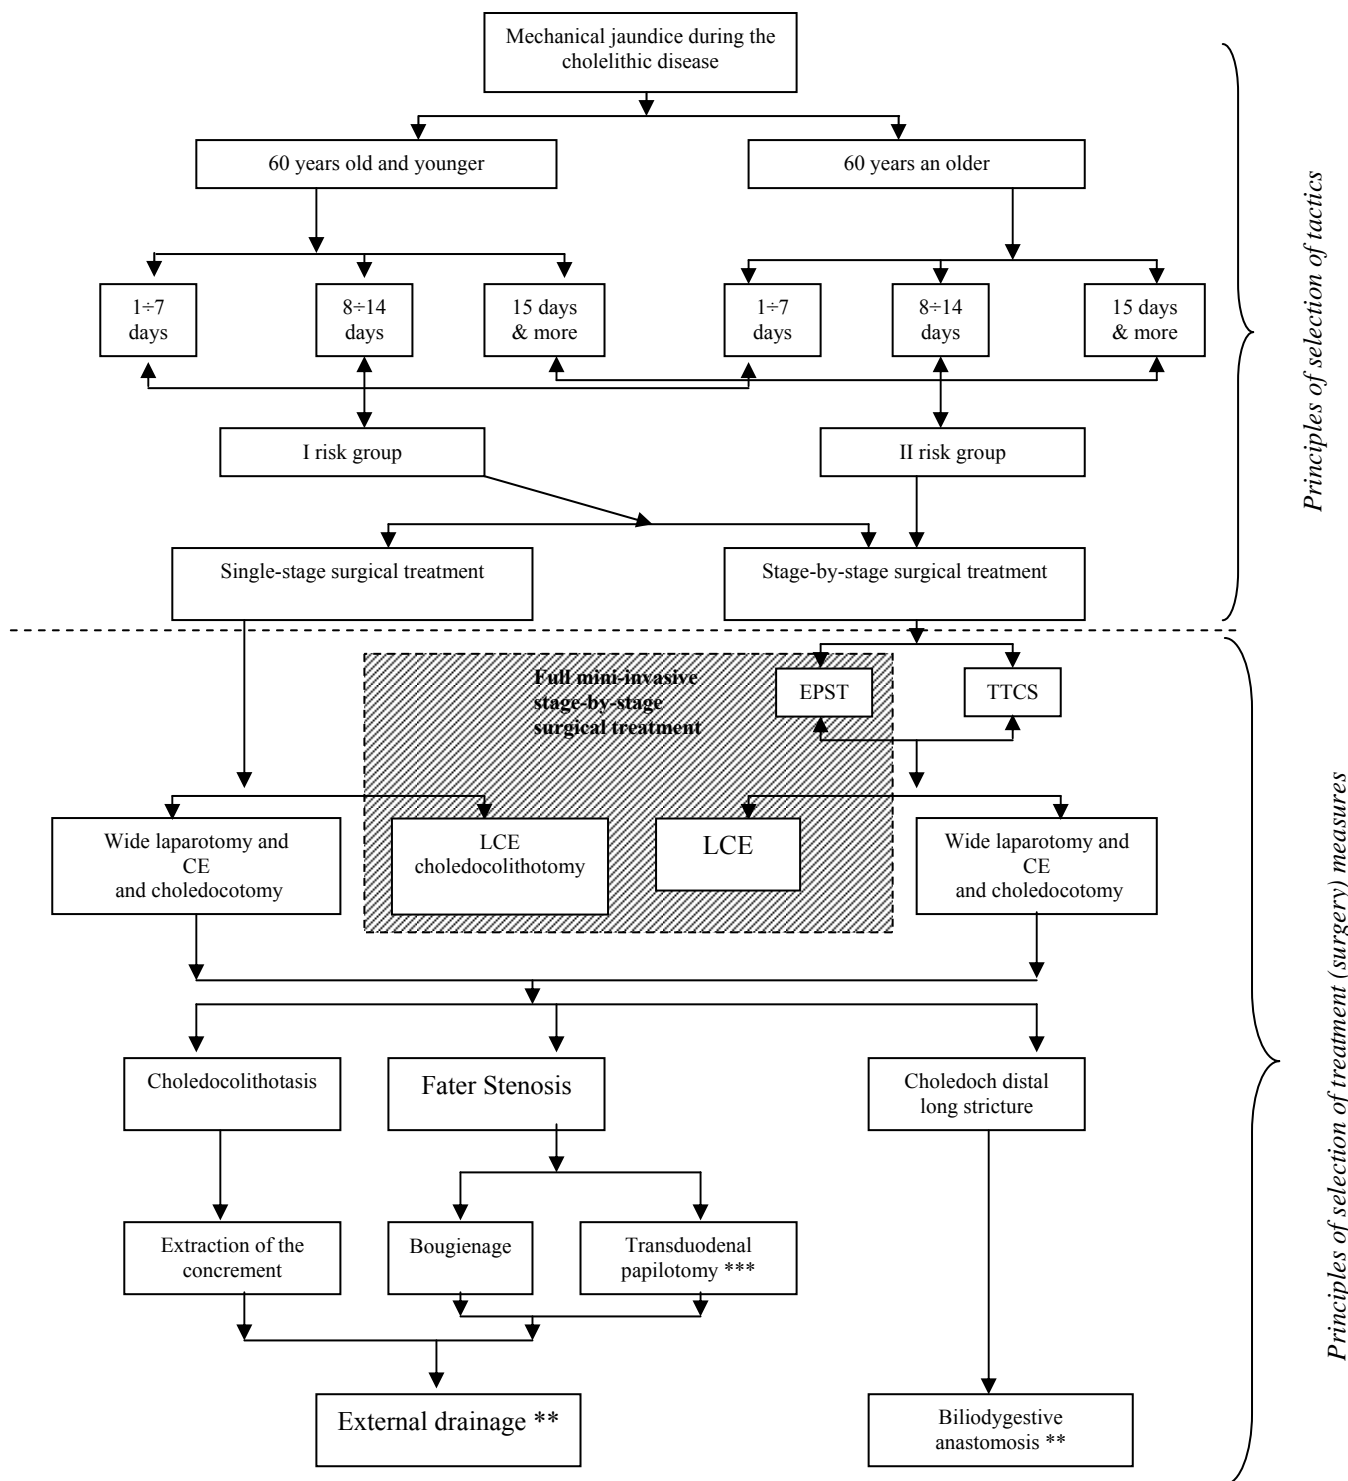 Mechanical jaundice during the
cholelithic disease
60 years old and younger
60 years an older
1÷7
days
8÷14
days
15 days
& more
1÷7
days
8÷14
days
15 days
& more
I risk group
II risk group
Single-stage surgical treatment
Stage-by-stage surgical treatment
Principles of selection of tactics
Full mini-invasive
stage-by-stage
surgical treatment
EPST
TTCS
Wide laparotomy and
CE
and choledocotomy
LCE
choledocolithotomy
LCE
Wide laparotomy and
CE
and choledocotomy
Choledocolithotasis
Fater Stenosis
Choledoch distal
long stricture
Extraction of the
concrement
Bougienage
Transduodenal
papilotomy ***
External drainage **
Biliodygestive
anastomosis **
Principles of selection of treatment (surgery) measures